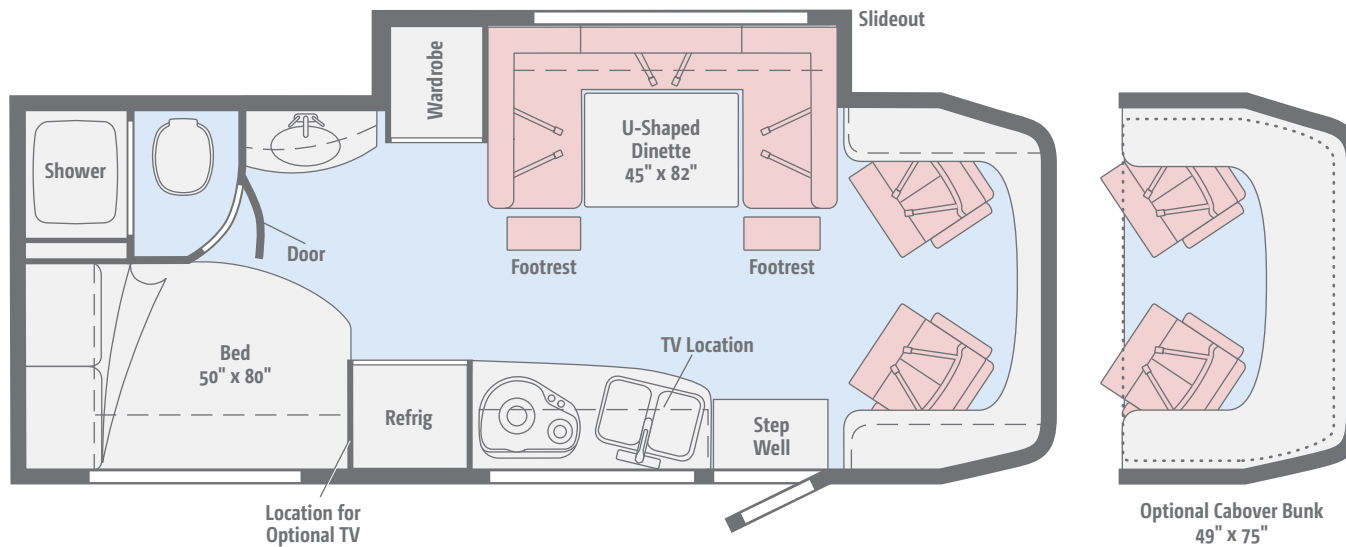 Slideout
Wardrobe
U-Shaped
Dinette
45" x 82"
Shower
Door
Footrest
Footrest
Bed
50" x 80"
TV Location
Refrig
Step
Well
Location for
Optional TV
Optional Cabover Bunk
49" x 75"